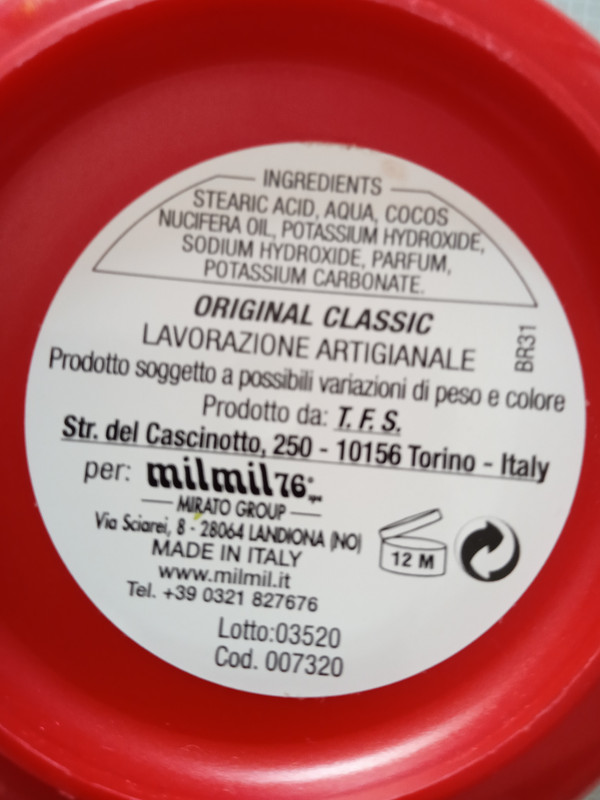 INGREDIENTS
STEARIC ACID, AQUA, COCOS
NUCIFERA OIL, POTASSIUM HYDROXIDE,
SODIUM HYDROXIDE, PARFUM,
POTASSIUM CARBONATE.
ORIGINAL CLASSIC
LAVORAZIONE ARTIGIANALE
BR31
Prodotto soggetto a possibili variazioni di peso e colore
Prodotto da: T.F.S.
Str. del Cascinotto, 250 - 10156 Torino - Italy
per: milmil 76
MIRATO GROUP
Via Sciarei, 8 - 28064 LANDIONA (NO)
MADE IN ITALY
12 M
www.milmil.it
Tel. +39 0321 827676
Lotto:03520
Cod. 007320